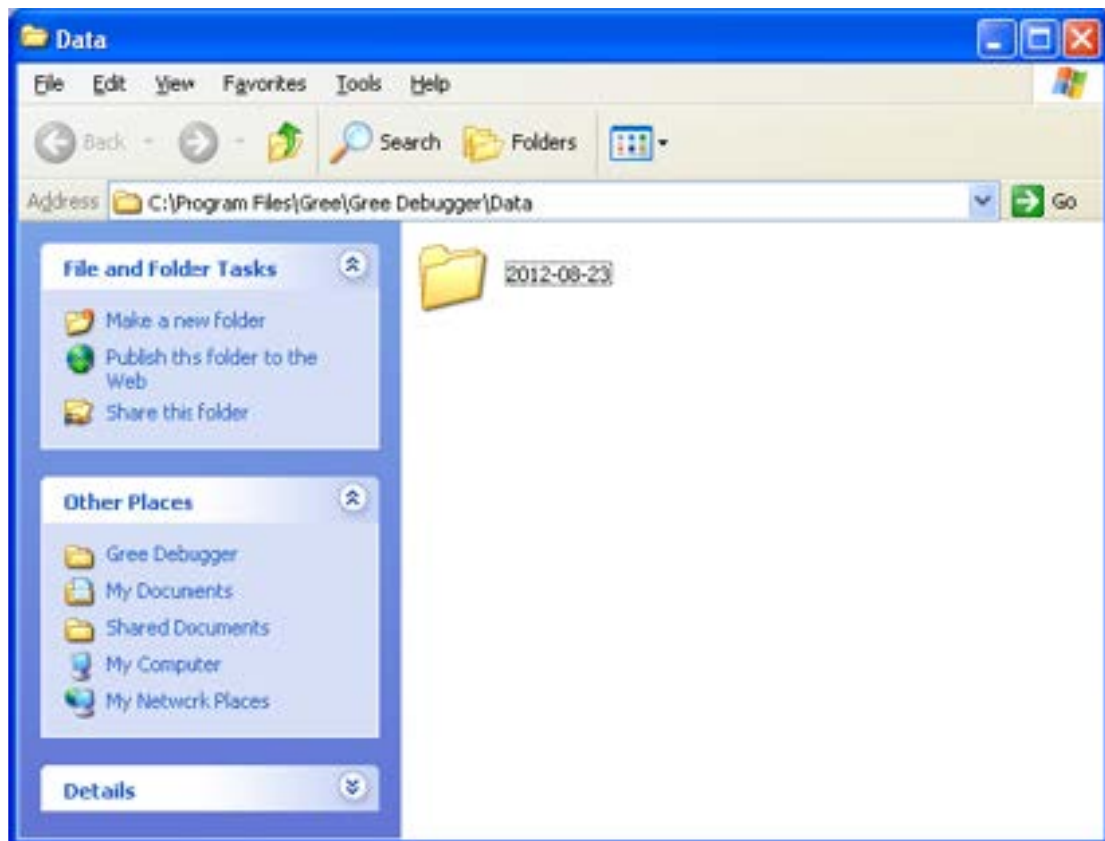 Data
File Edit View Favorites Tools Help
Back Search Folders
Address C:\Program Files\Gree\Gree Debugger\Data Go
File and Folder Tasks
Make a new folder
Publish this folder to the
Web
Share this folder
Other Places
Gree Debugger
My Documents
Shared Documents
My Computer
My Network Places
Details
2012-08-23